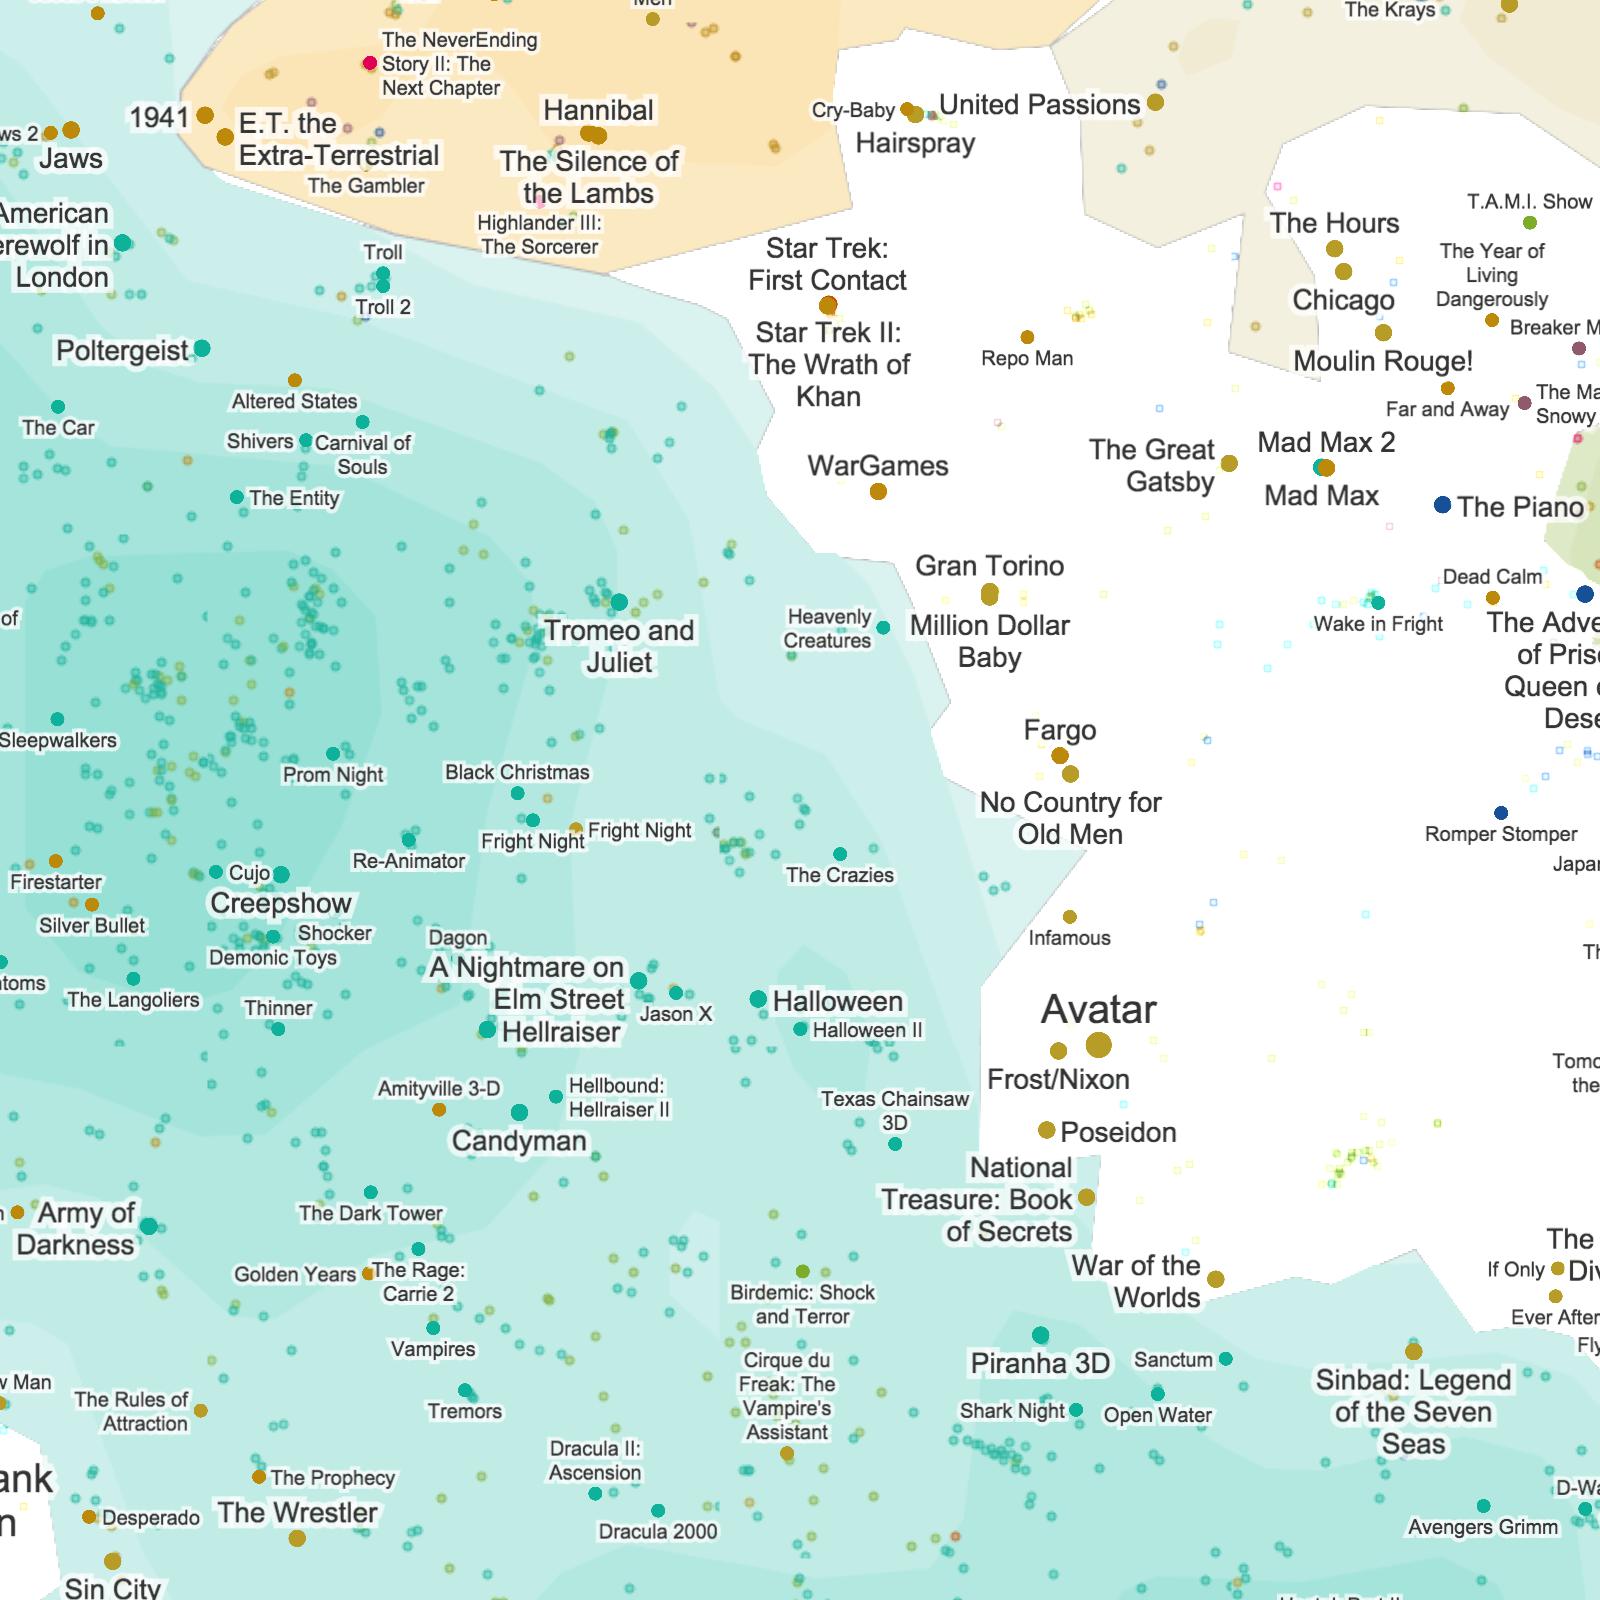 Men
The Krays
The NeverEnding
Story II: The
Next Chapter
1941
E.T. the
Extra-Terrestrial
The Gambler
Hannibal
The Silence of
the Lambs
Highlander III:
The Sorcerer
Cry-Baby
Hairspray
United Passions
ws 2
Jaws
American
erewolf in
London
Troll
Troll 2
Star Trek:
First Contact
Star Trek II:
The Wrath of
Khan
The Hours
Chicago
Moulin Rouge!
T.A.M.I. Show
The Year of
Living
Dangerously
Breaker M
Repo Man
Far and Away
The Ma
Snowy
Poltergeist
Altered States
The Car
Shivers
Carnival of
Souls
The Entity
WarGames
The Great
Gatsby
Mad Max 2
Mad Max
The Piano
Gran Torino
Million Dollar
Baby
Dead Calm
Wake in Fright
The Adve
of Pris
Queen
Dese
of
Tromeo and
Juliet
Heavenly
Creatures
Sleepwalkers
Prom Night
Black Christmas
Fright Night
Fright Night
Re-Animator
The Crazies
Fargo
No Country for
Old Men
Romper Stomper
Japan
Firestarter
Silver Bullet
Cujo
Creepshow
Shocker
Demonic Toys
Dagon
A Nightmare on
Elm Street
Hellraiser
Jason X
Halloween
Halloween II
Infamous
Th
ntoms
The Langoliers
Thinner
Avatar
Frost/Nixon
Tomo
the
Amityville 3-D
Hellbound:
Hellraiser II
Candyman
Texas Chainsaw
3D
Poseidon
National
Treasure: Book
of Secrets
Army of
Darkness
The Dark Tower
Golden Years
The Rage:
Carrie 2
Vampires
Birdemic: Shock
and Terror
War of the
Worlds
The
If Only
Div
Ever After
Fly
Piranha 3D
Sanctum
Shark Night
Open Water
Sinbad: Legend
of the Seven
Seas
w Man
The Rules of
Attraction
Tremors
Cirque du
Freak: The
Vampire's
Assistant
Dracula II:
Ascension
Dracula 2000
ank
n
The Prophecy
The Wrestler
Desperado
Sin City
D-Wa
Avengers Grimm